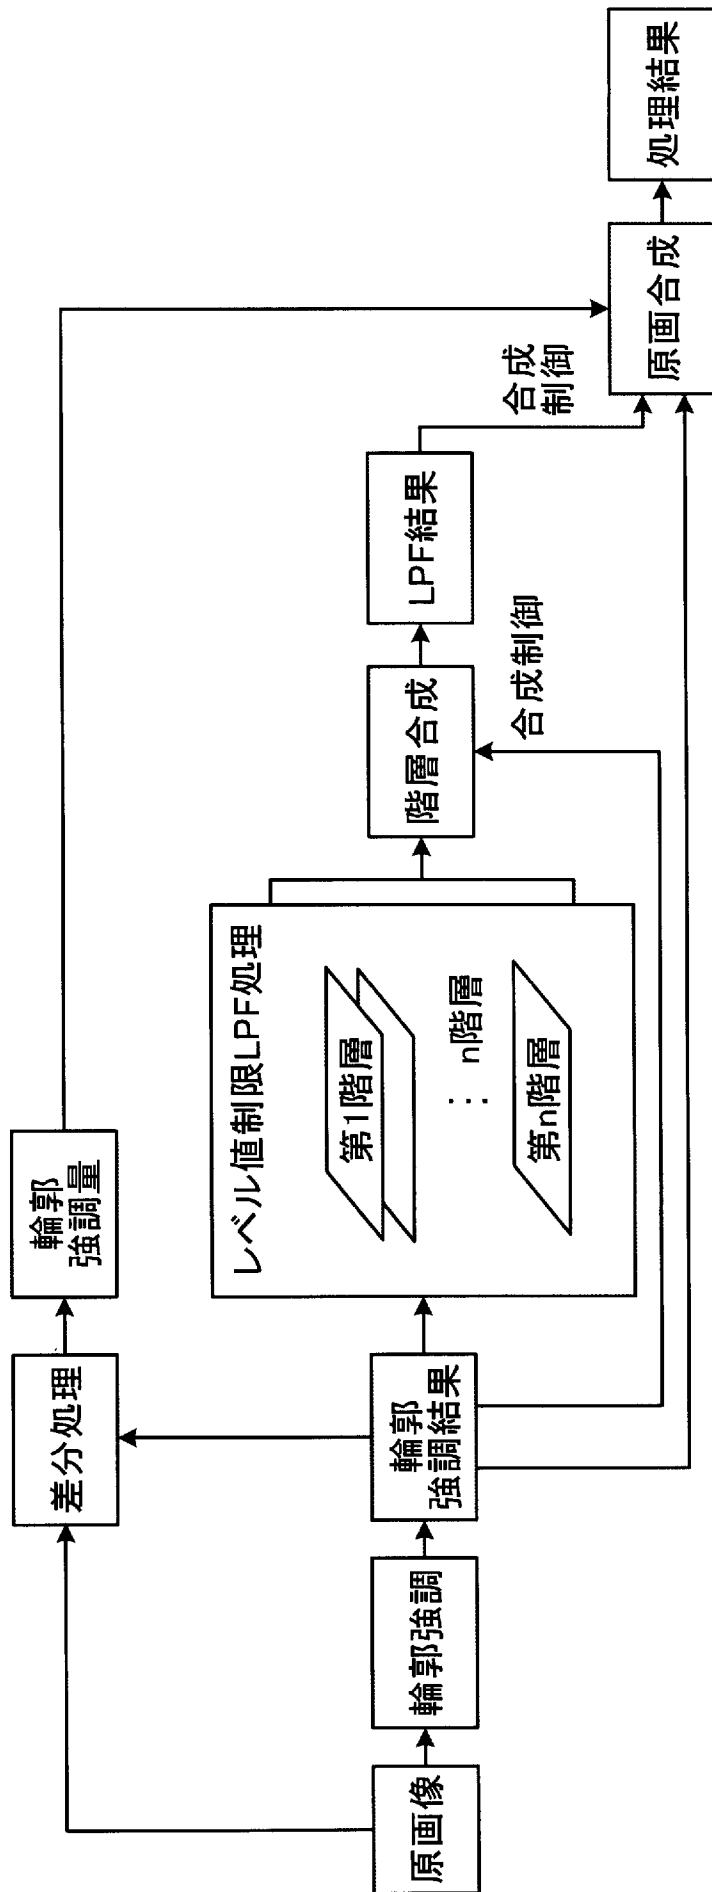 原画像
輪郭強調
輪郭
強調結果
差分処理
輪郭
強調量
レベル値制限LPF処理
第1階層
⋮
n階層
第n階層
階層合成
合成制御
LPF結果
合成
制御
原画合成
処理結果